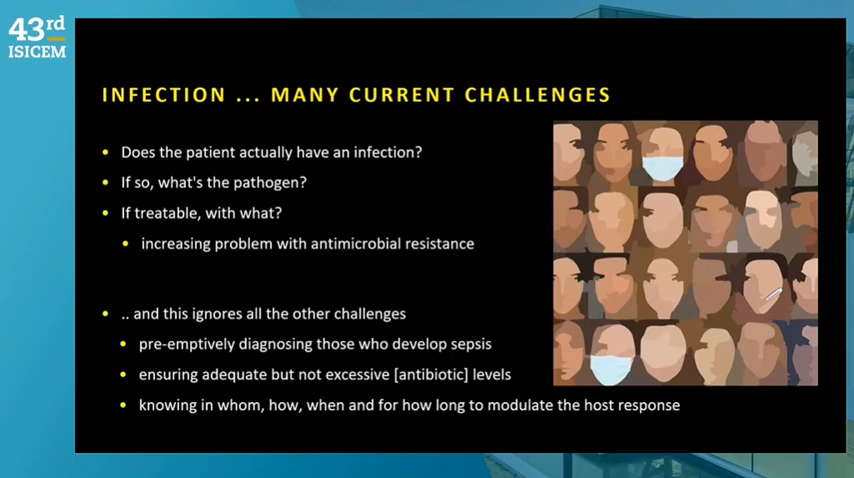 43rd
ISICEM
INFECTION ... MANY CURRENT CHALLENGES
• Does the patient actually have an infection?
• If so, what's the pathogen?
• If treatable, with what?
• increasing problem with antimicrobial resistance
• .. and this ignores all the other challenges
• pre-emptively diagnosing those who develop sepsis
• ensuring adequate but not excessive [antibiotic] levels
• knowing in whom, how, when and for how long to modulate the host response